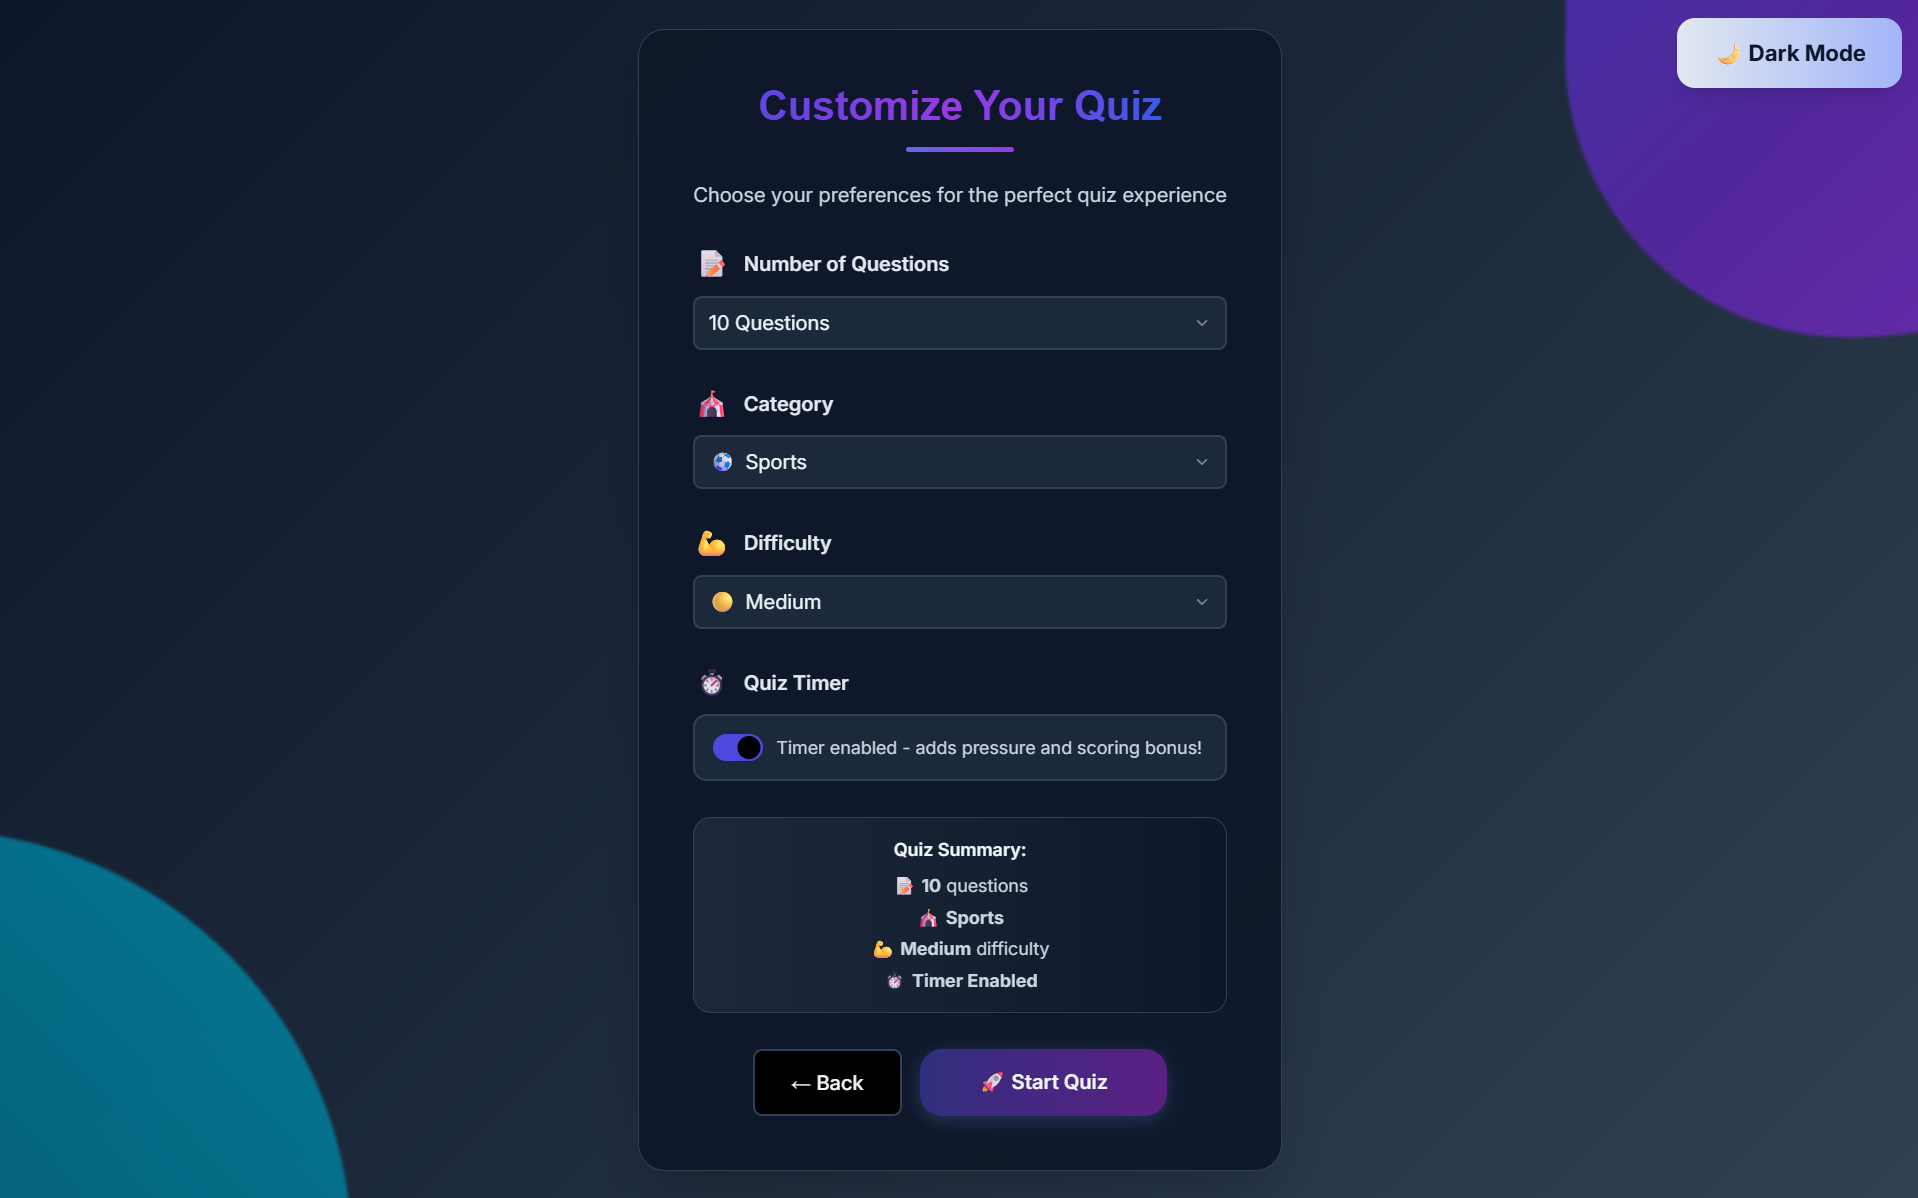 🌙 Dark Mode
Customize Your Quiz
Choose your preferences for the perfect quiz experience
📝 Number of Questions
10 Questions
🎪 Category
⚽ Sports
💪 Difficulty
🟡 Medium
⏱️ Quiz Timer
Timer enabled - adds pressure and scoring bonus!
Quiz Summary:
📝 10 questions
🎪 Sports
💪 Medium difficulty
⏱️ Timer Enabled
← Back
🚀 Start Quiz